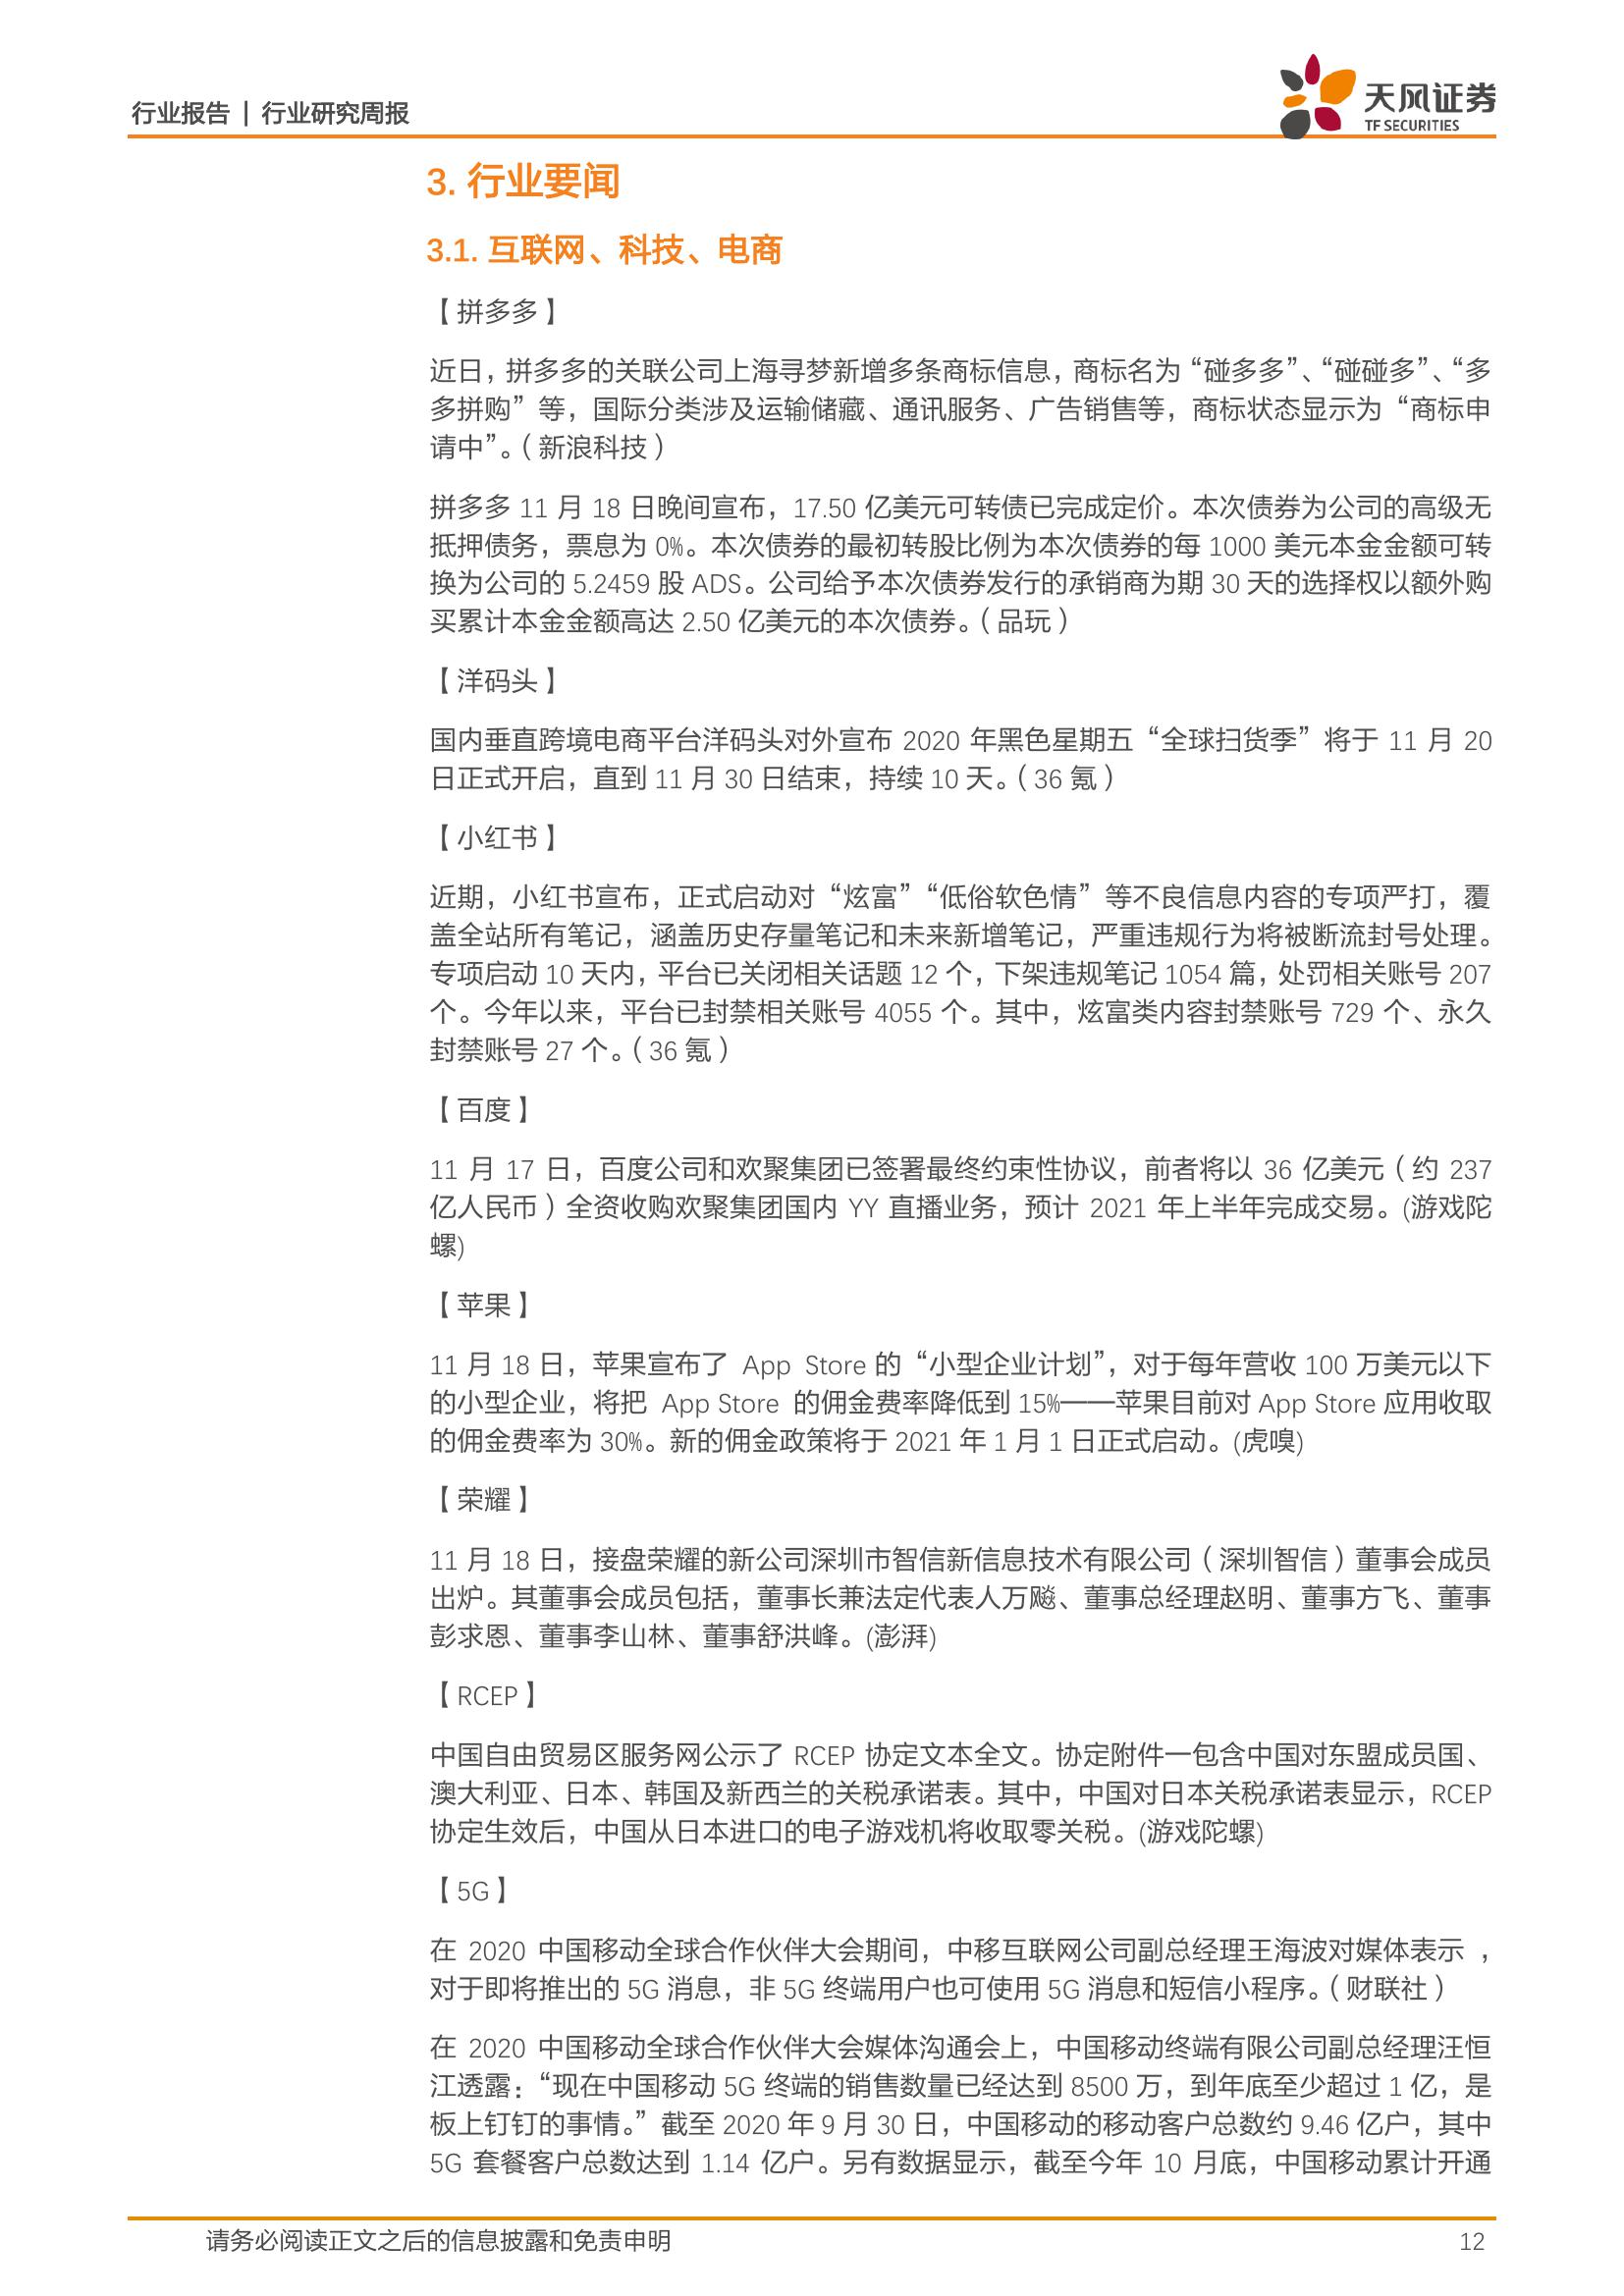 行业报告 | 行业研究周报
天风证券
TF SECURITIES
3. 行业要闻
3.1. 互联网、科技、电商
【拼多多】
近日，拼多多的关联公司上海寻梦新增多条商标信息，商标名为“碰多多”、“碰碰多”、“多
多拼购”等，国际分类涉及运输储藏、通讯服务、广告销售等，商标状态显示为“商标申
请中”。（新浪科技）
拼多多 11 月 18 日晚间宣布，17.50 亿美元可转债已完成定价。本次债券为公司的高级无
抵押债务，票息为 0%。本次债券的最初转股比例为本次债券的每 1000 美元本金金额可转
换为公司的 5.2459 股 ADS。公司给予本次债券发行的承销商为期 30 天的选择权以额外购
买累计本金金额高达 2.50 亿美元的本次债券。（品玩）
【洋码头】
国内垂直跨境电商平台洋码头对外宣布 2020 年黑色星期五“全球扫货季”将于 11 月 20
日正式开启，直到 11 月 30 日结束，持续 10 天。（36 氪）
【小红书】
近期，小红书宣布，正式启动对“炫富”“低俗软色情”等不良信息内容的专项严打，覆
盖全站所有笔记，涵盖历史存量笔记和未来新增笔记，严重违规行为将被断流封号处理。
专项启动 10 天内，平台已关闭相关话题 12 个，下架违规笔记 1054 篇，处罚相关账号 207
个。今年以来，平台已封禁相关账号 4055 个。其中，炫富类内容封禁账号 729 个、永久
封禁账号 27 个。（36 氪）
【百度】
11 月 17 日，百度公司和欢聚集团已签署最终约束性协议，前者将以 36 亿美元（约 237
亿人民币）全资收购欢聚集团国内 YY 直播业务，预计 2021 年上半年完成交易。(游戏陀
螺)
【苹果】
11 月 18 日，苹果宣布了 App Store 的“小型企业计划”，对于每年营收 100 万美元以下
的小型企业，将把 App Store 的佣金费率降低到 15%——苹果目前对 App Store 应用收取
的佣金费率为 30%。新的佣金政策将于 2021 年 1 月 1 日正式启动。(虎嗅)
【荣耀】
11 月 18 日，接盘荣耀的新公司深圳市智信新信息技术有限公司（深圳智信）董事会成员
出炉。其董事会成员包括，董事长兼法定代表人万飚、董事总经理赵明、董事方飞、董事
彭求恩、董事李山林、董事舒洪峰。(澎湃)
【RCEP】
中国自由贸易区服务网公示了 RCEP 协定文本全文。协定附件一包含中国对东盟成员国、
澳大利亚、日本、韩国及新西兰的关税承诺表。其中，中国对日本关税承诺表显示，RCEP
协定生效后，中国从日本进口的电子游戏机将收取零关税。(游戏陀螺)
【5G】
在 2020 中国移动全球合作伙伴大会期间，中移互联网公司副总经理王海波对媒体表示 ，
对于即将推出的 5G 消息，非 5G 终端用户也可使用 5G 消息和短信小程序。（财联社）
在 2020 中国移动全球合作伙伴大会媒体沟通会上，中国移动终端有限公司副总经理汪恒
江透露：“现在中国移动 5G 终端的销售数量已经达到 8500 万，到年底至少超过 1 亿，是
板上钉钉的事情。”截至 2020 年 9 月 30 日，中国移动的移动客户总数约 9.46 亿户，其中
5G 套餐客户总数达到 1.14 亿户。另有数据显示，截至今年 10 月底，中国移动累计开通
请务必阅读正文之后的信息披露和免责申明
12